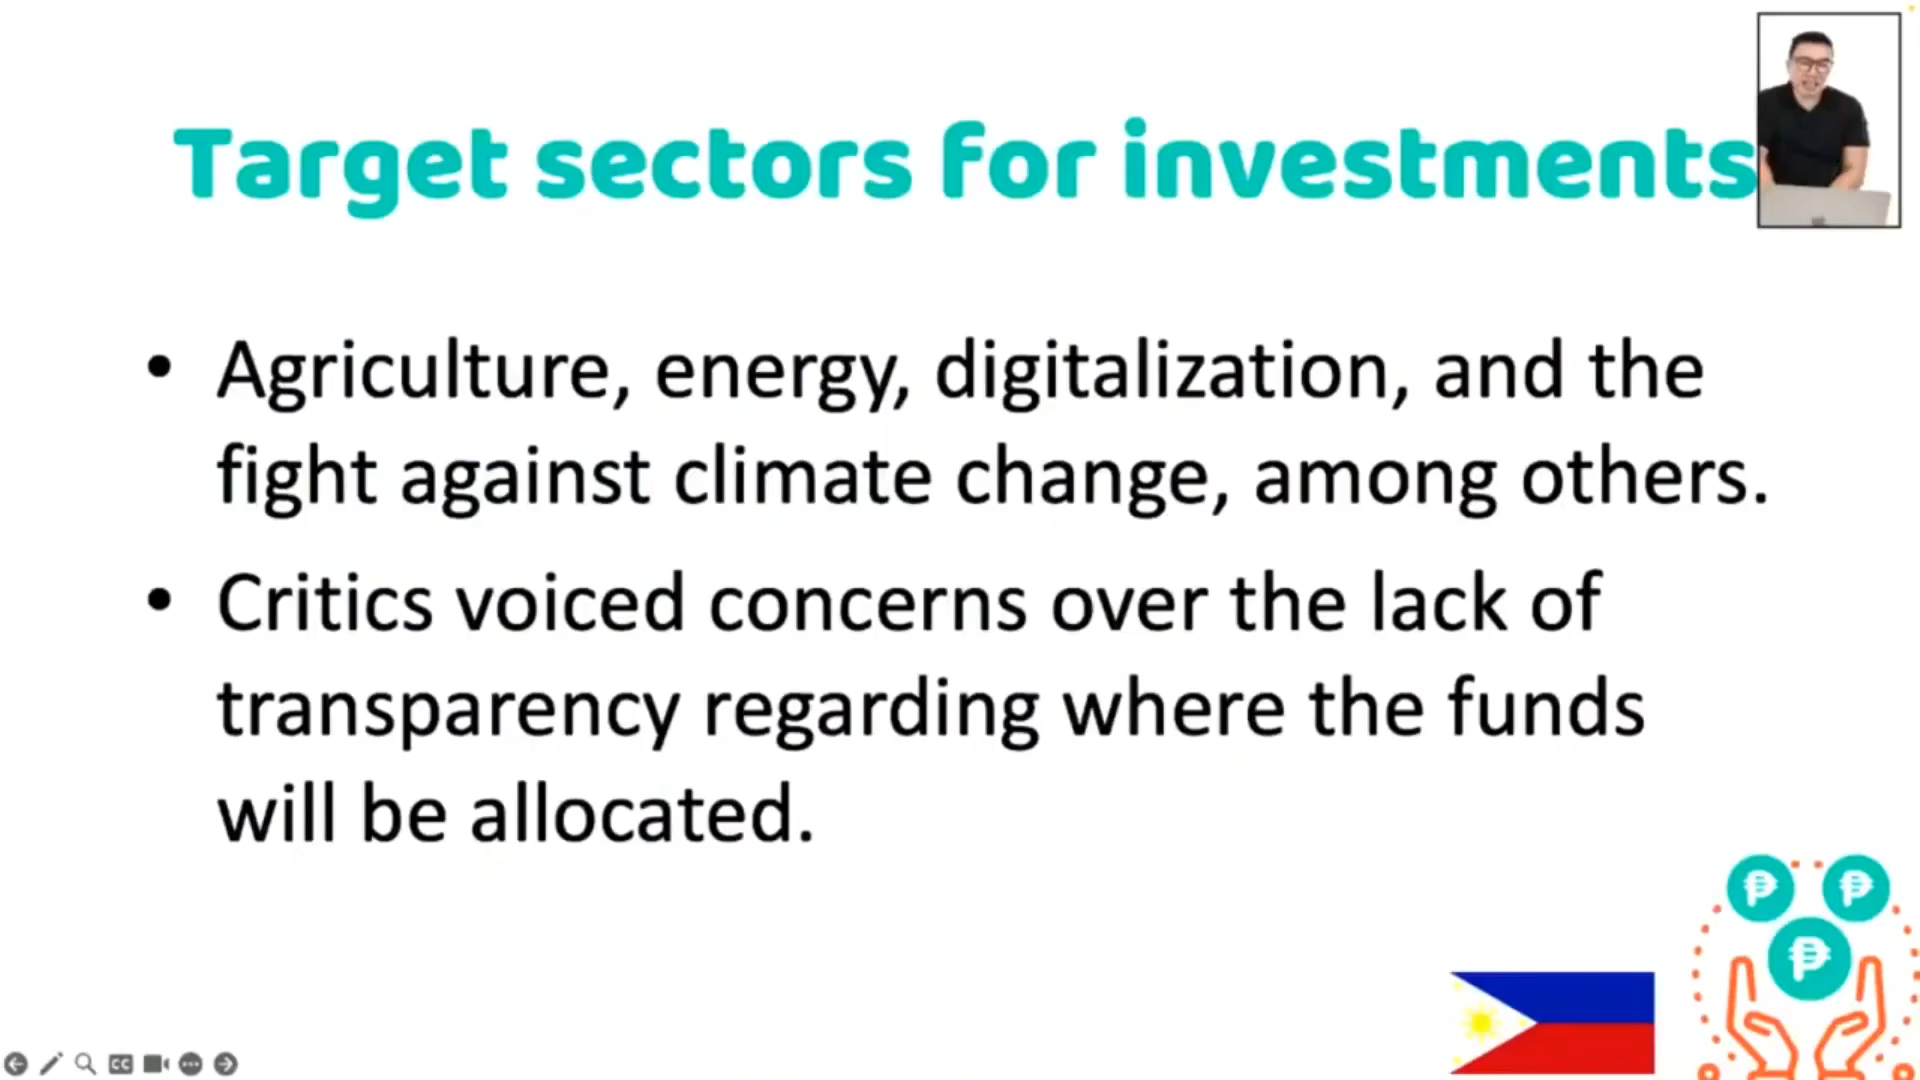 Target sectors for investments
• Agriculture, energy, digitalization, and the
fight against climate change, among others.
• Critics voiced concerns over the lack of
transparency regarding where the funds
will be allocated.
₱ ₱
₱
CC